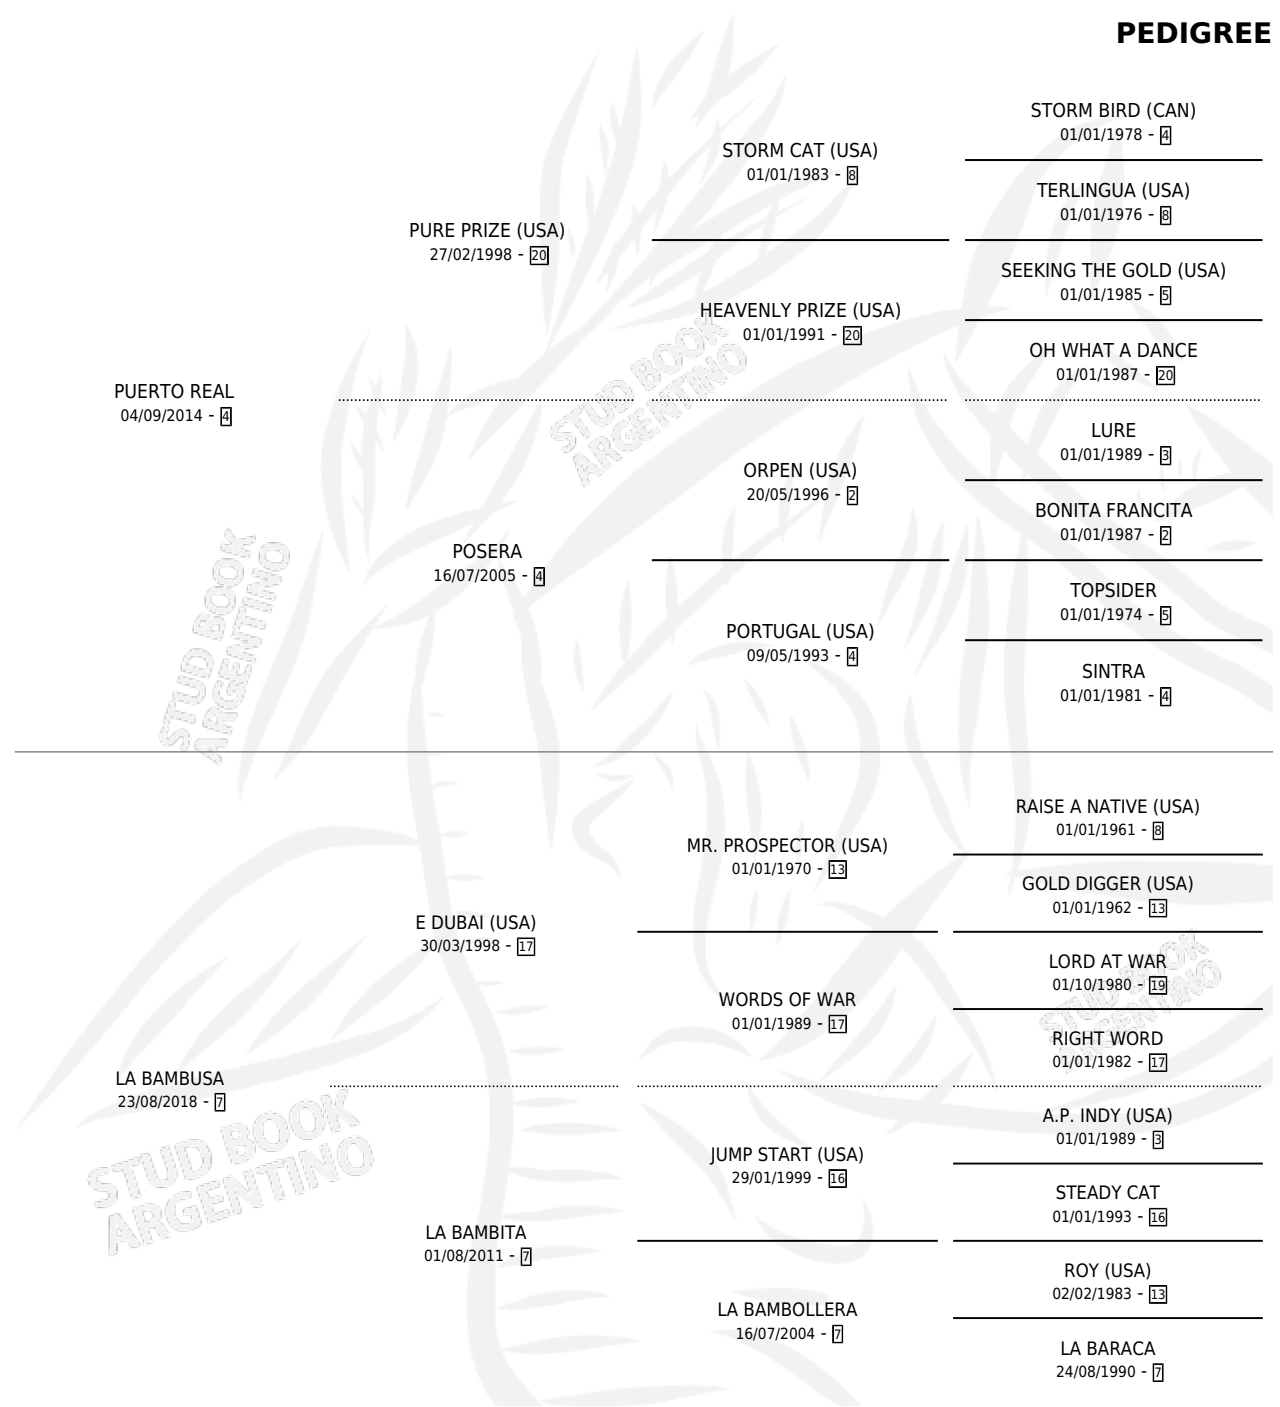 PEDIGREE
STORM BIRD (CAN)
01/01/1978 - 4
STORM CAT (USA)
01/01/1983 - 8
TERLINGUA (USA)
01/01/1976 - 8
PURE PRIZE (USA)
27/02/1998 - 20
SEEKING THE GOLD (USA)
01/01/1985 - 5
HEAVENLY PRIZE (USA)
01/01/1991 - 20
OH WHAT A DANCE
01/01/1987 - 20
PUERTO REAL
04/09/2014 - 4
LURE
01/01/1989 - 3
ORPEN (USA)
20/05/1996 - 2
BONITA FRANCITA
01/01/1987 - 2
POSERA
16/07/2005 - 4
TOPSIDER
01/01/1974 - 5
PORTUGAL (USA)
09/05/1993 - 4
SINTRA
01/01/1981 - 4
RAISE A NATIVE (USA)
01/01/1961 - 8
MR. PROSPECTOR (USA)
01/01/1970 - 13
GOLD DIGGER (USA)
01/01/1962 - 13
E DUBAI (USA)
30/03/1998 - 17
LORD AT WAR
01/10/1980 - 19
WORDS OF WAR
01/01/1989 - 17
RIGHT WORD
01/01/1982 - 17
LA BAMBUSA
23/08/2018 - 7
A.P. INDY (USA)
01/01/1989 - 3
JUMP START (USA)
29/01/1999 - 16
STEADY CAT
01/01/1993 - 16
LA BAMBITA
01/08/2011 - 7
ROY (USA)
02/02/1983 - 13
LA BAMBOLLERA
16/07/2004 - 7
LA BARACA
24/08/1990 - 7
STUD BOOK
ARGENTINO
STUD BOOK
ARGENTINO
STUD BOOK
ARGENTINO
STUD BOOK
ARGENTINO